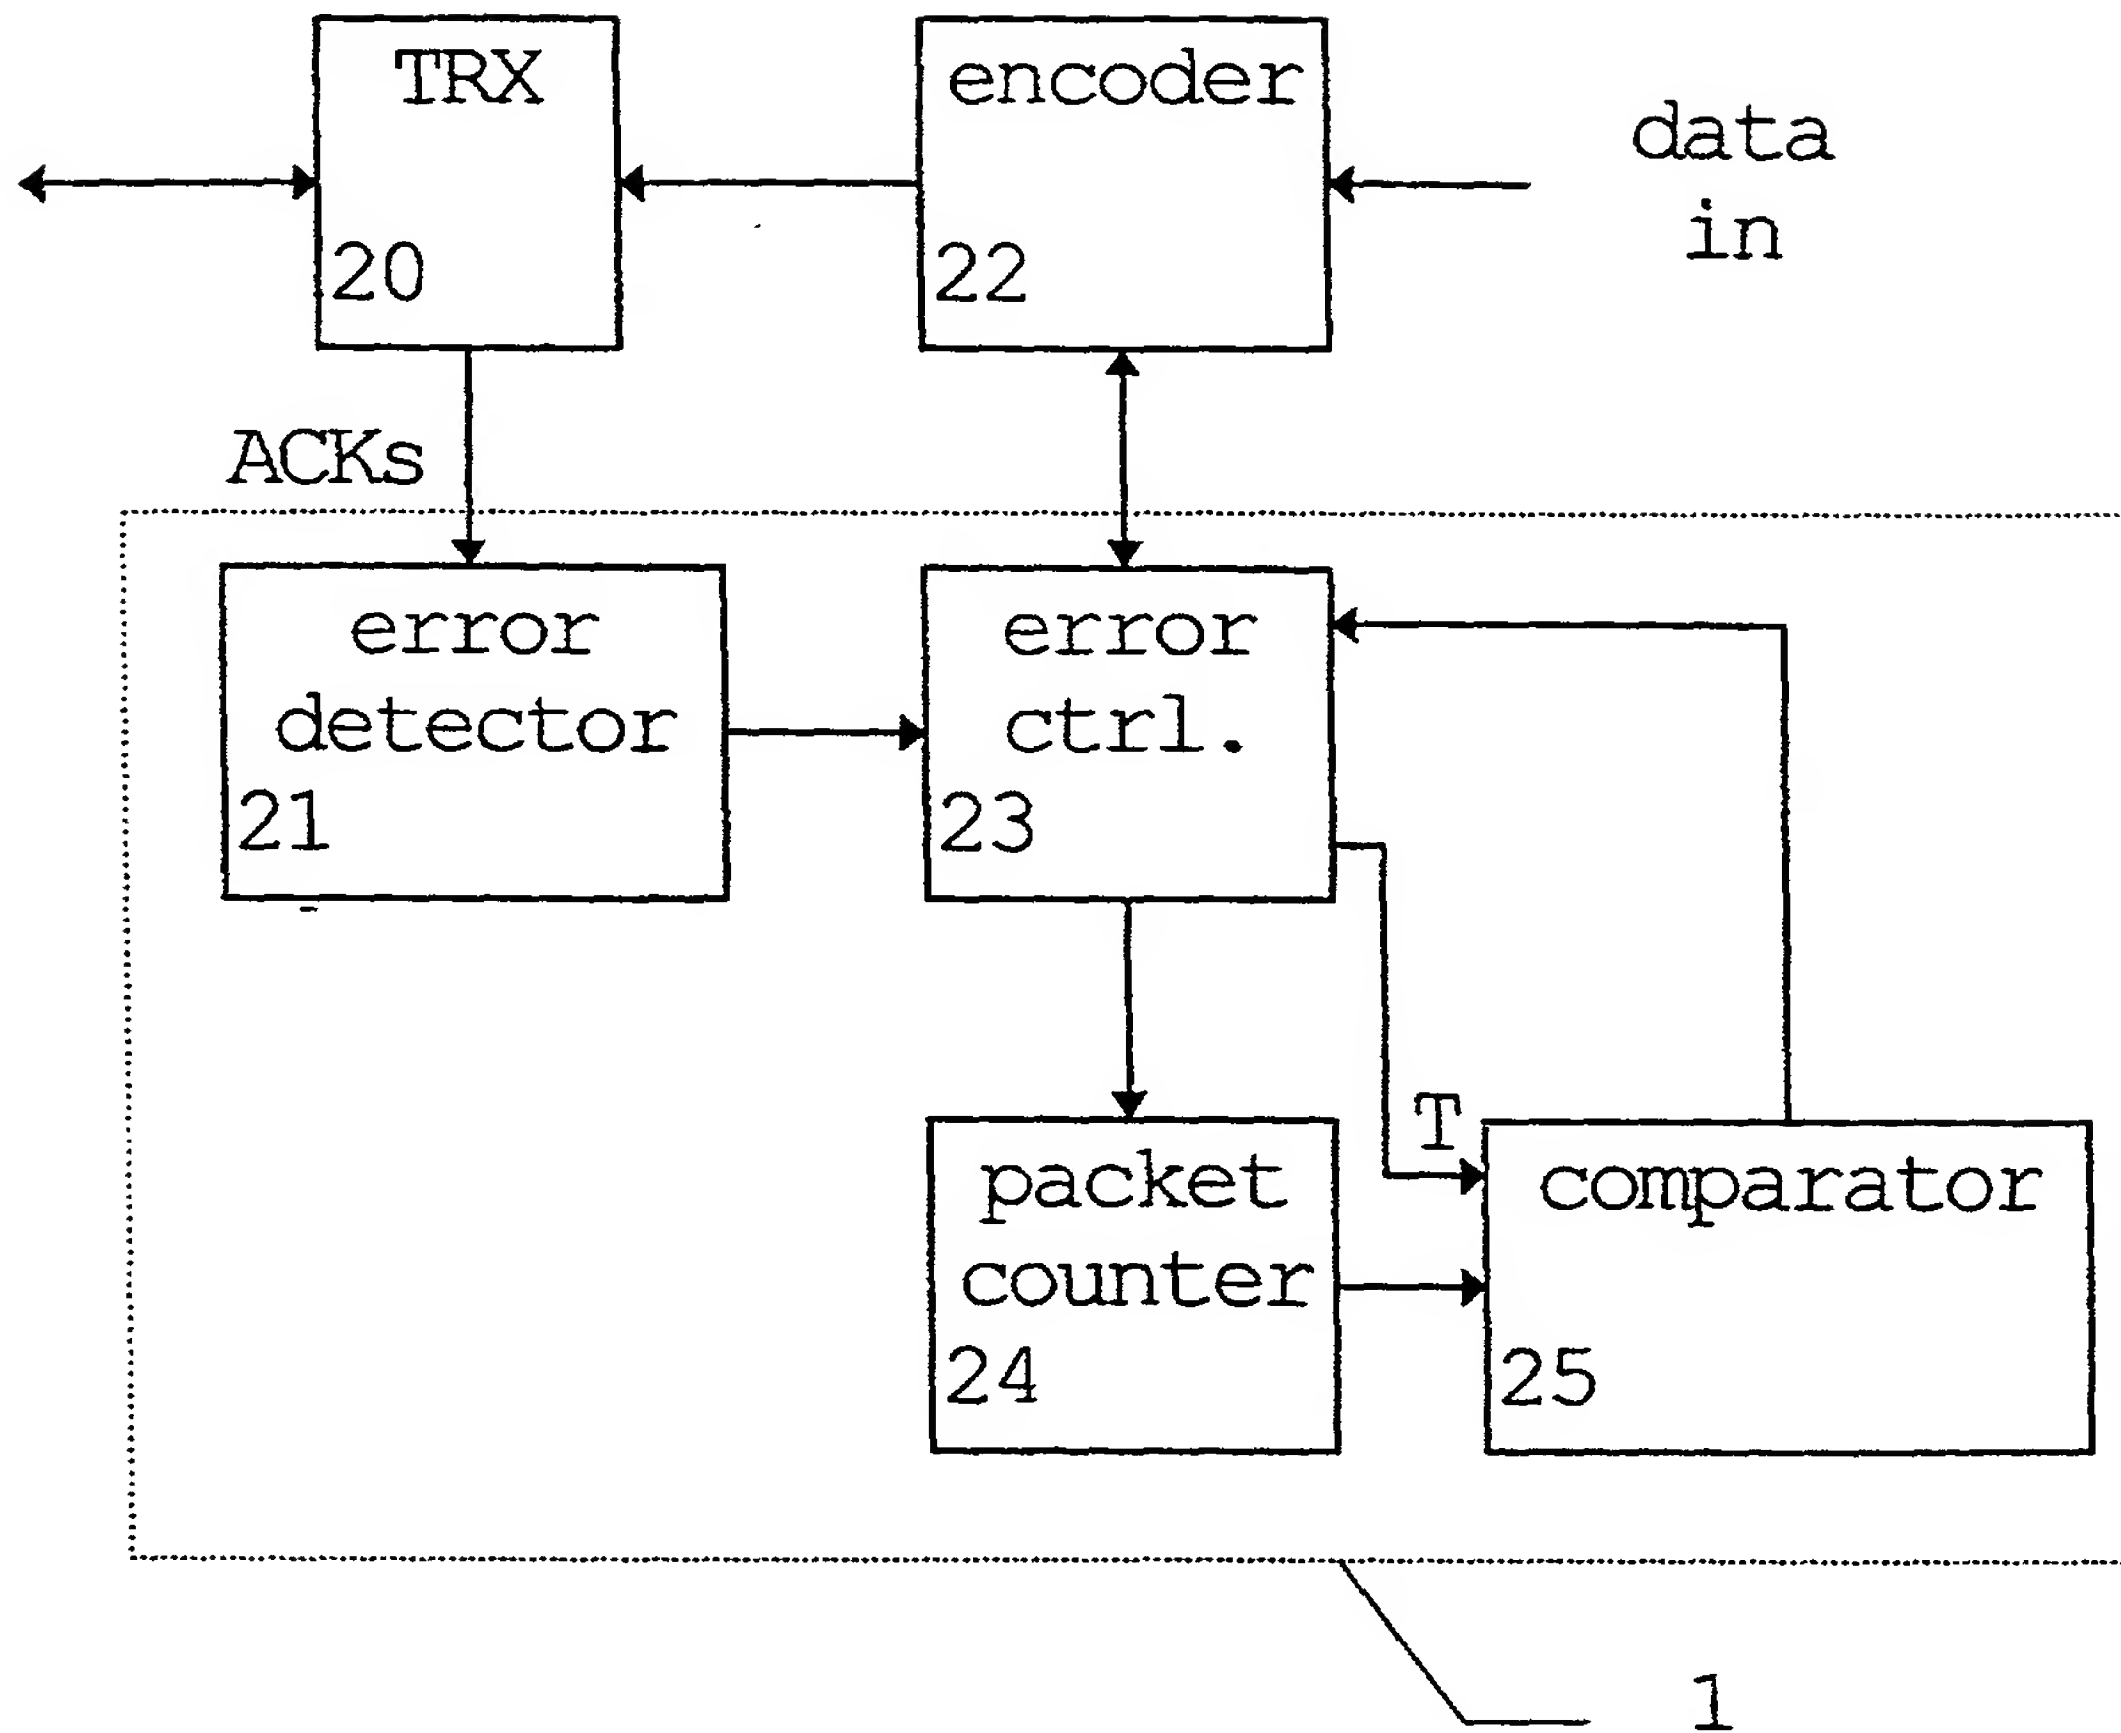 TRX
20
encoder
22
data
in
ACKs
error
detector
21
error
ctrl.
23
T
packet
counter
24
comparator
25
1